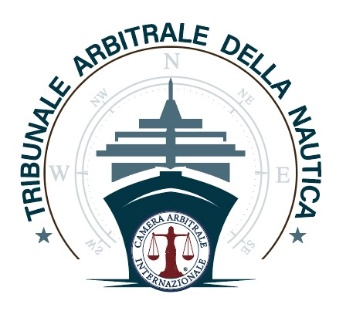 TRIBUNALE ARBITRALE DELLA NAUTICA
N
NW
NE
W
E
SW
SE
CAMERA ARBITRALE
INTERNAZIONALE
®